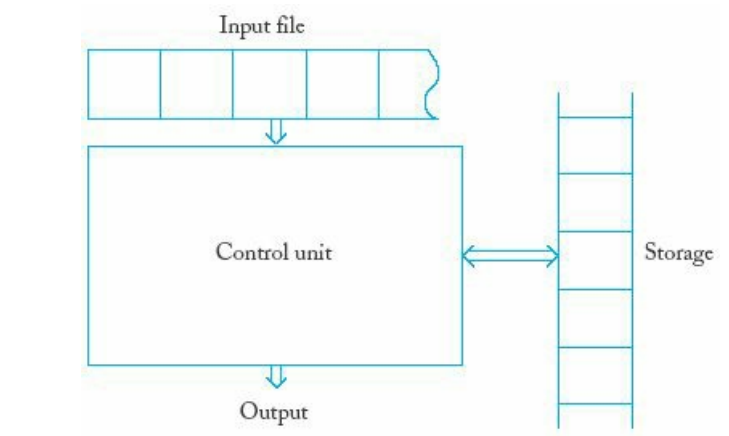 Input file
Control unit
Storage
Output